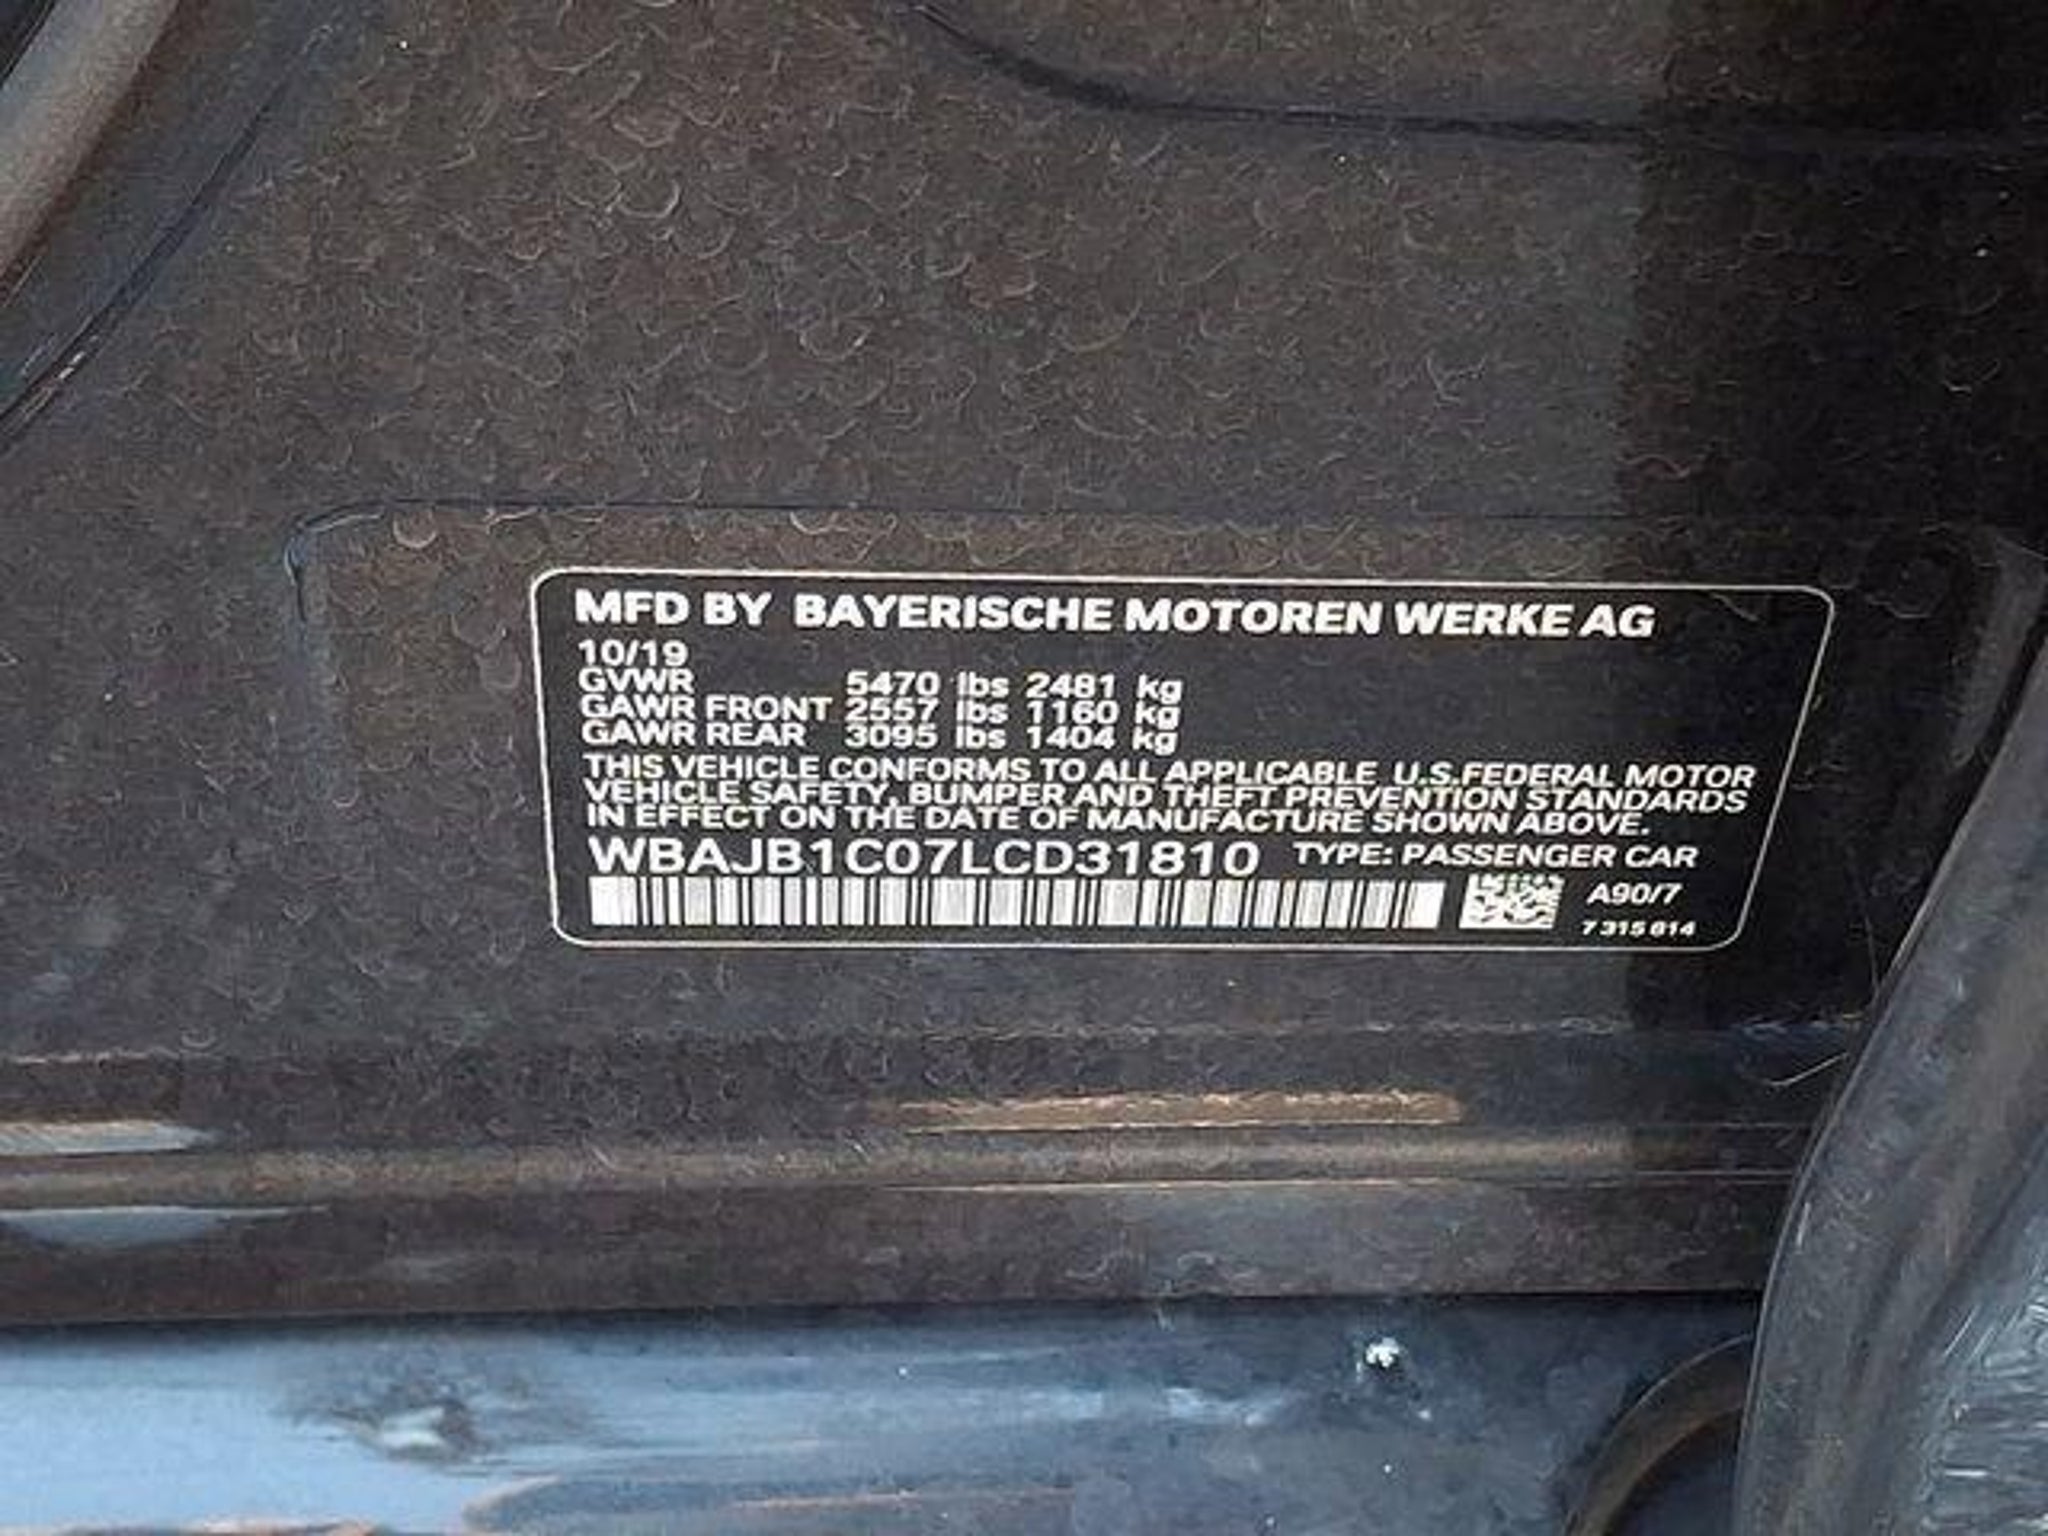 MFD BY BAYERISCHE MOTOREN WERKE AG
10/19
GVWR 5470 lbs 2481 kg
GAWR FRONT 2557 lbs 1160 kg
GAWR REAR 3095 lbs 1404 kg
THIS VEHICLE CONFORMS TO ALL APPLICABLE U.S.FEDERAL MOTOR
VEHICLE SAFETY, BUMPER AND THEFT PREVENTION STANDARDS
IN EFFECT ON THE DATE OF MANUFACTURE SHOWN ABOVE.
WBAJB1C07LCD31810 TYPE: PASSENGER CAR
A90/7
7 315 614